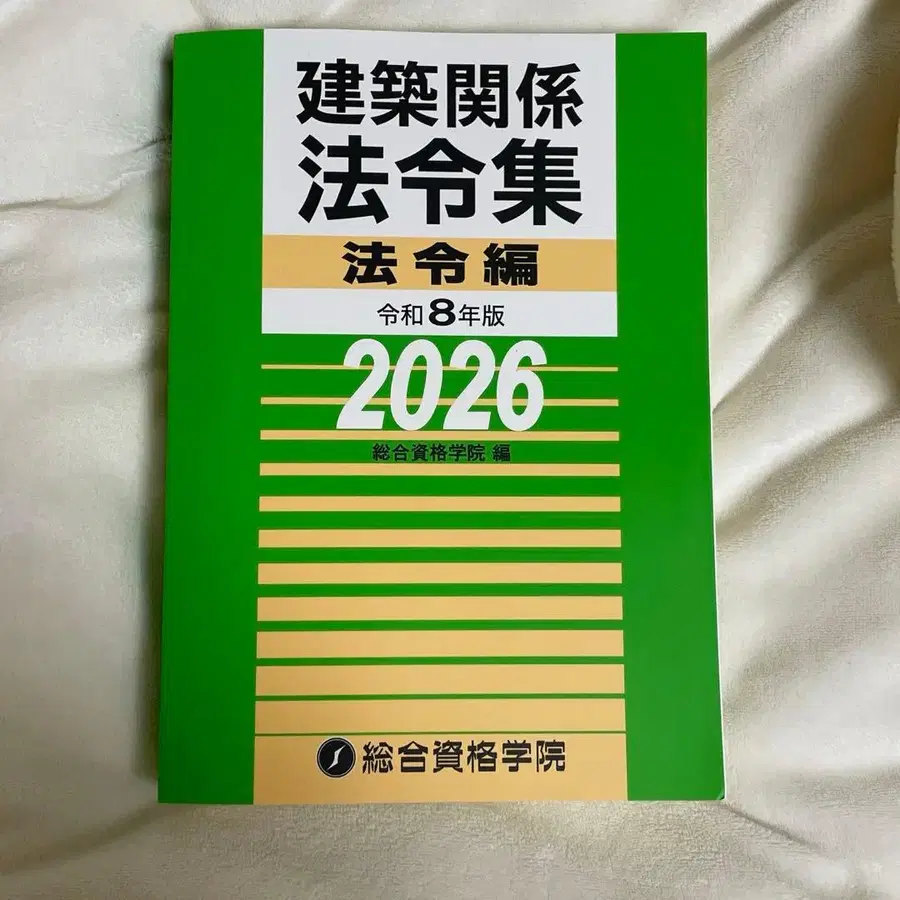 建築関係
法令集
法令編
令和8年版
2026
総合資格学院 編
総合資格学院